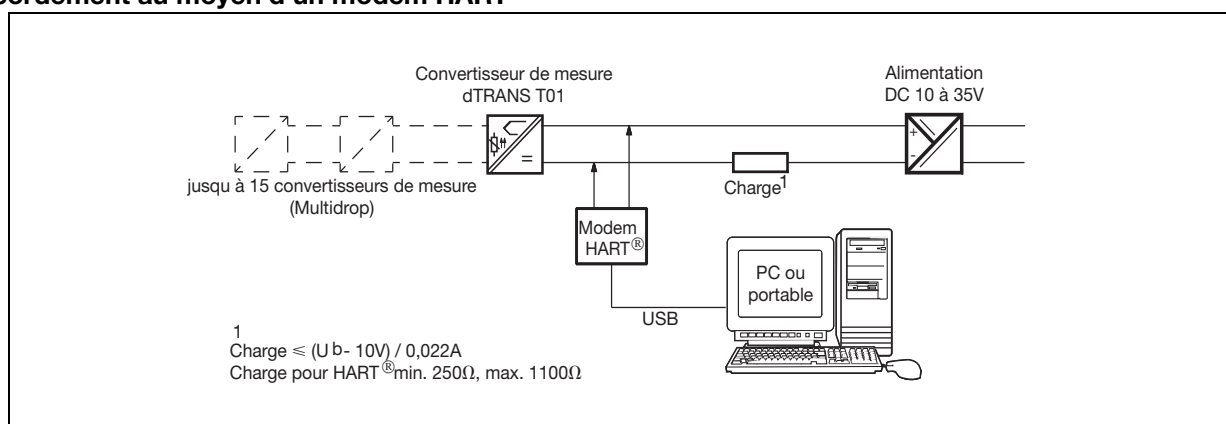 Convertisseur de mesure
dTRANS T01
Alimentation
DC 10 à 35V
+
-
=
jusqu à 15 convertisseurs de mesure
(Multidrop)
Charge1
Modem
HART®
PC ou
portable
USB
1
Charge ≤ (U b- 10V) / 0,022A
Charge pour HART ®min. 250Ω, max. 1100Ω